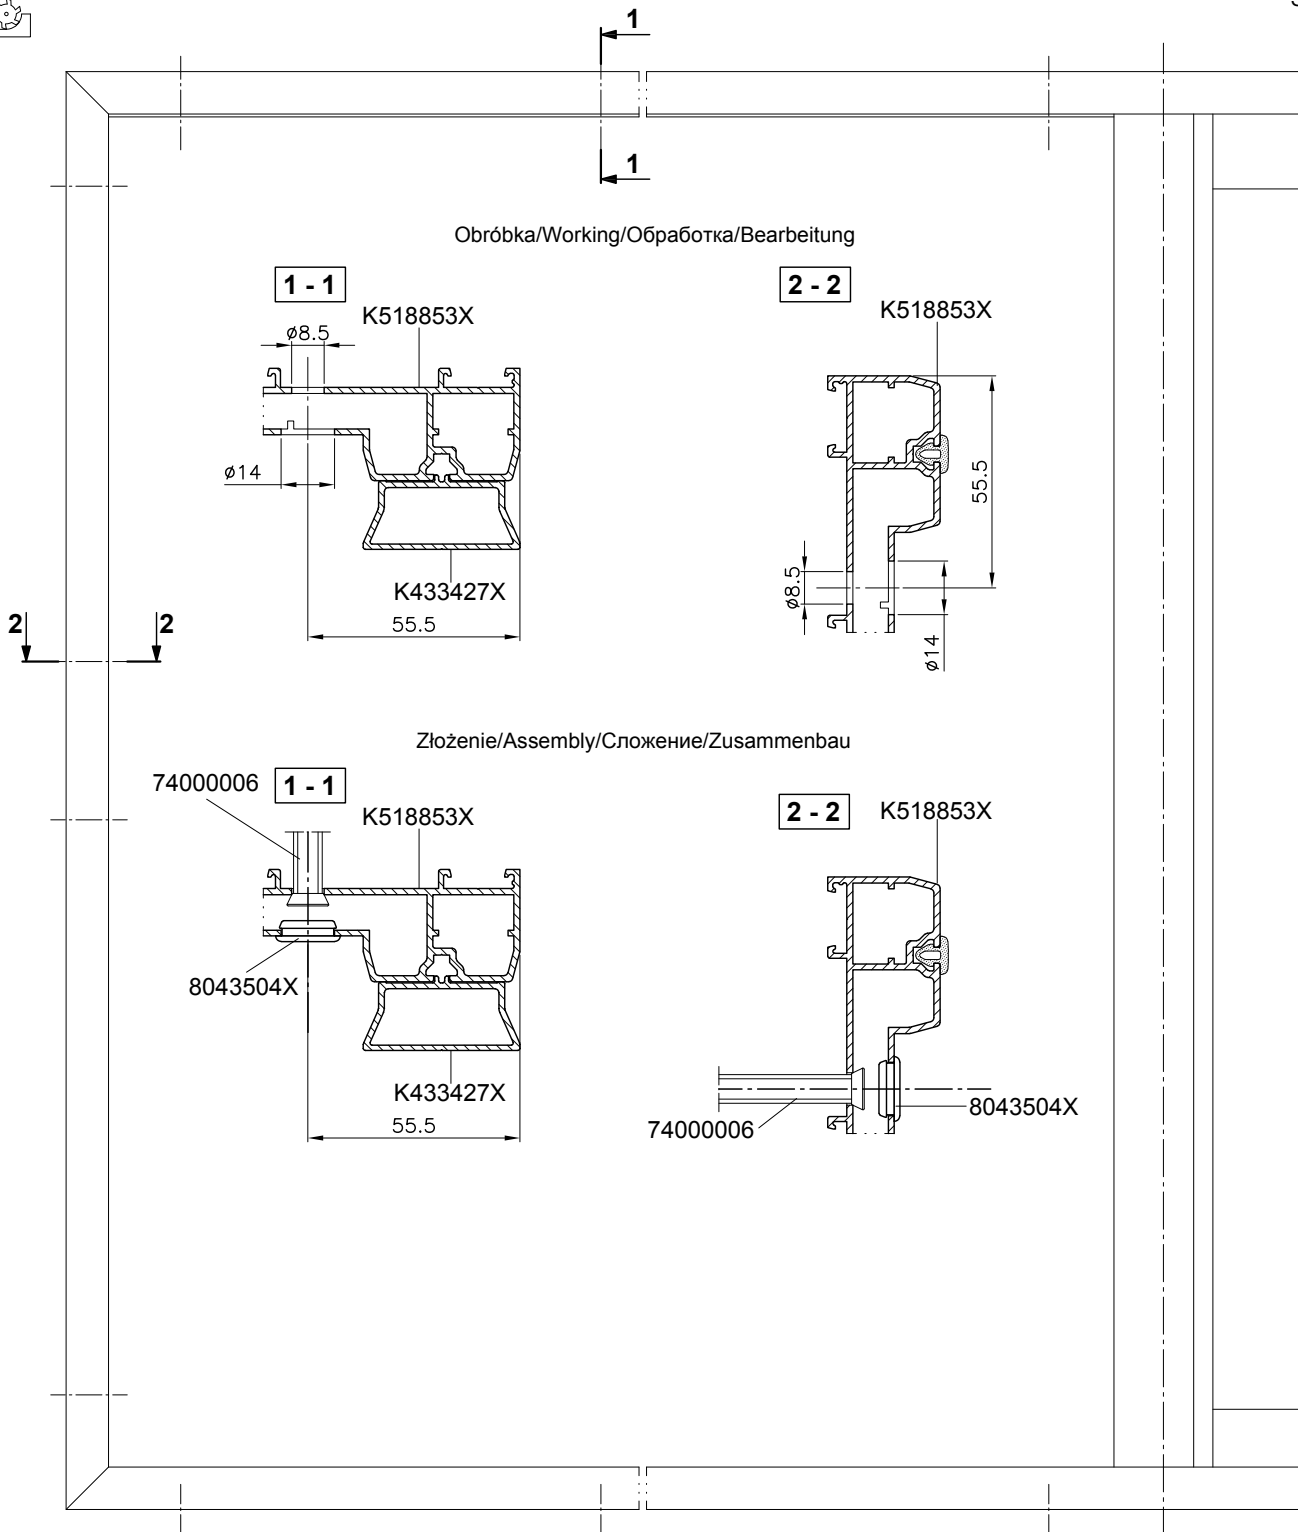 1
1
Obróbka/Working/Обработка/Bearbeitung
1 - 1
2 - 2
K518853X
K518853X
ø8.5
ø14
55.5
ø8.5
K433427X
55.5
ø14
2
2
Złożenie/Assembly/Сложение/Zusammenbau
74000006
1 - 1
2 - 2
K518853X
K518853X
8043504X
K433427X
55.5
8043504X
74000006